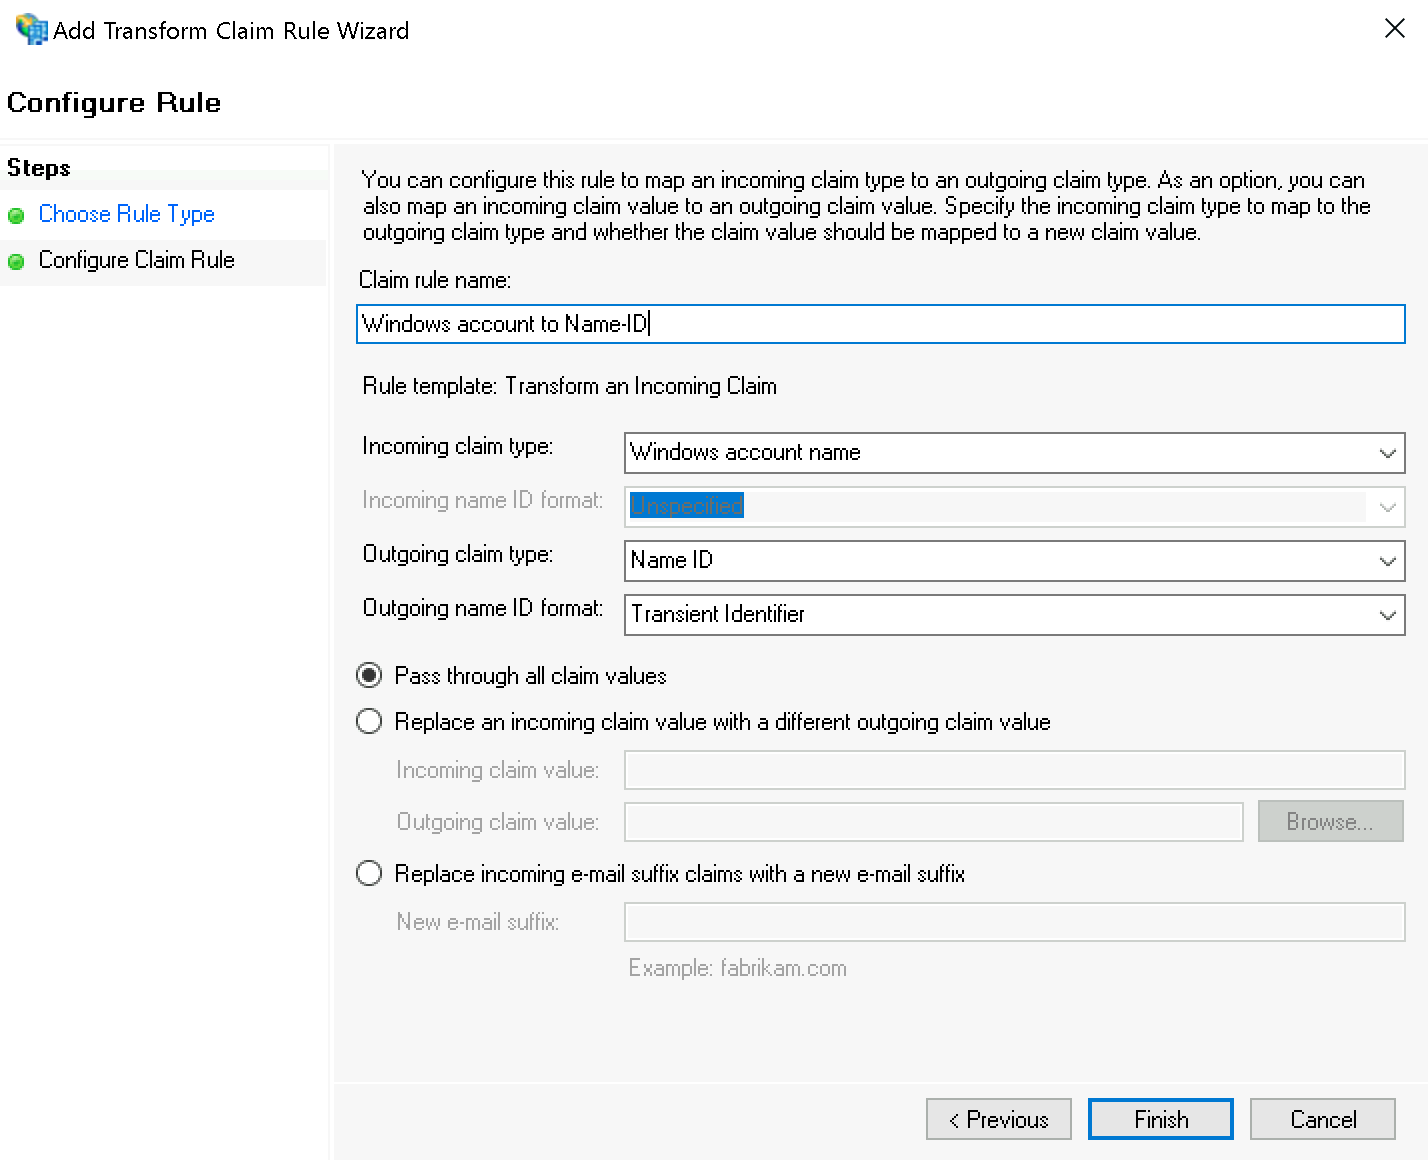 Add Transform Claim Rule Wizard
Configure Rule
Steps
Choose Rule Type
Configure Claim Rule
You can configure this rule to map an incoming claim type to an outgoing claim type. As an option, you can
also map an incoming claim value to an outgoing claim value. Specify the incoming claim type to map to the
outgoing claim type and whether the claim value should be mapped to a new claim value.
Claim rule name:
Windows account to Name-ID
Rule template: Transform an Incoming Claim
Incoming claim type: Windows account name
Incoming name ID format: Unspecified
Outgoing claim type: Name ID
Outgoing name ID format: Transient Identifier
Pass through all claim values
Replace an incoming claim value with a different outgoing claim value
Incoming claim value:
Outgoing claim value: Browse...
Replace incoming e-mail suffix claims with a new e-mail suffix
New e-mail suffix:
Example: fabrikam.com
< Previous Finish Cancel